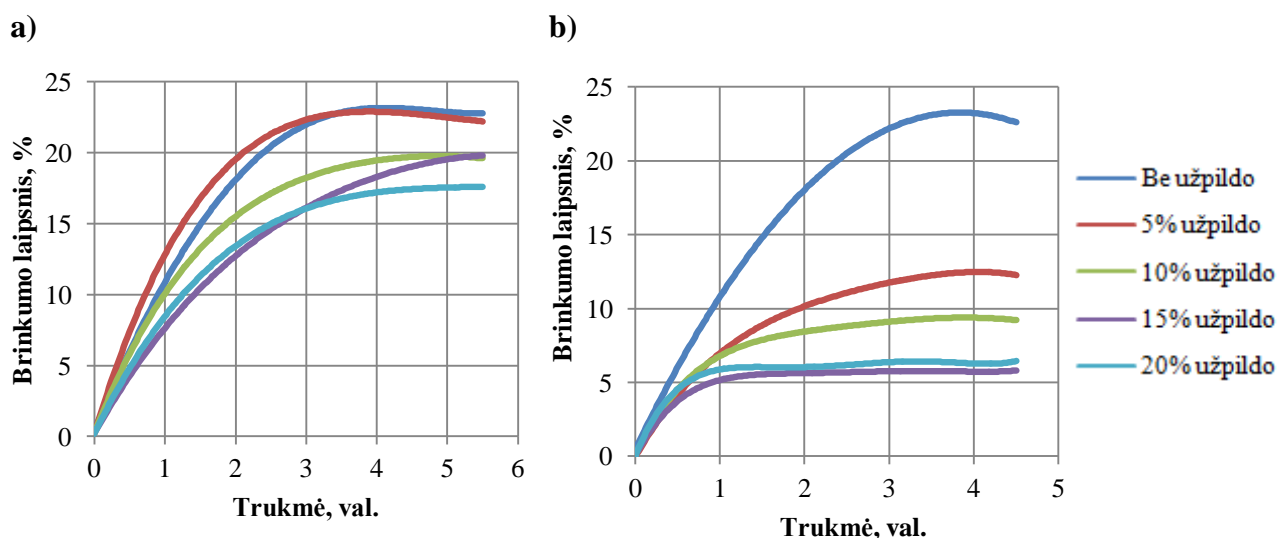 a)
Brinkumo laipsnis, %
25
20
15
10
5
0
0 1 2 3 4 5 6
Trukmė, val.
b)
Brinkumo laipsnis, %
25
20
15
10
5
0
0 1 2 3 4 5
Trukmė, val.
Be užpildo
5% užpildo
10% užpildo
15% užpildo
20% užpildo